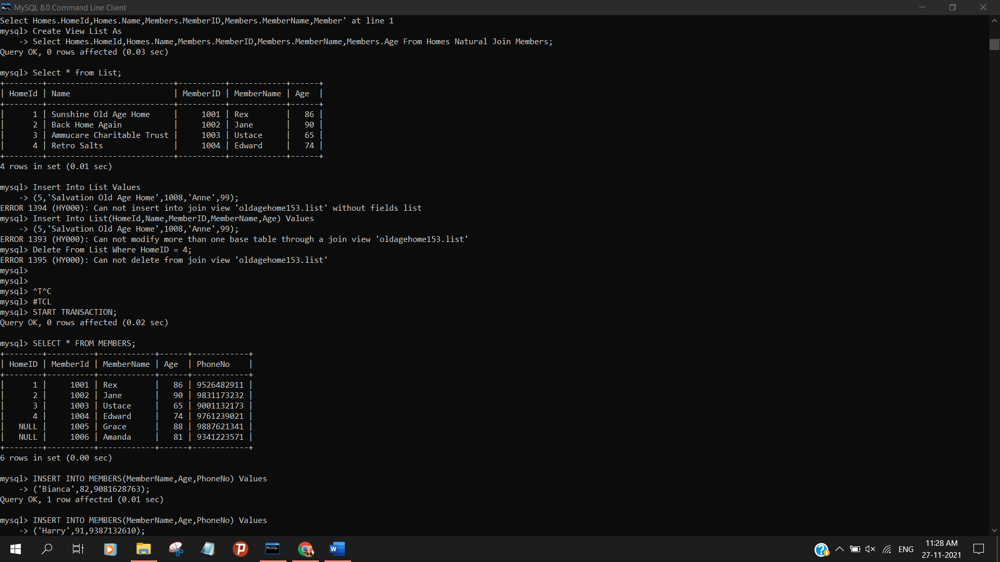 MySQL 8.0 Command Line Client
Select Homes.HomeId,Homes.Name,Members.MemberID,Members.MemberName,Member' at line 1
mysql> Create View List As
    -> Select Homes.HomeId,Homes.Name,Members.MemberID,Members.MemberName,Members.Age From Homes Natural Join Members;
Query OK, 0 rows affected (0.03 sec)
mysql> Select * from List;
+--------+--------------------------+----------+------------+------+
| HomeId | Name                      | MemberID | MemberName | Age  |
+--------+--------------------------+----------+------------+------+
|      1 | Sunshine Old Age Home     |     1001 | Rex        |   86 |
|      2 | Back Home Again           |     1002 | Jane       |   90 |
|      3 | Ammucare Charitable Trust |     1003 | Ustace     |   65 |
|      4 | Retro Salts               |     1004 | Edward     |   74 |
+--------+--------------------------+----------+------------+------+
4 rows in set (0.01 sec)
mysql> Insert Into List Values
    -> (5,'Salvation Old Age Home',1008,'Anne',99);
ERROR 1394 (HY000): Can not insert into join view 'oldagehome153.list' without fields list
mysql> Insert Into List(HomeId,Name,MemberID,MemberName,Age) Values
    -> (5,'Salvation Old Age Home',1008,'Anne',99);
ERROR 1393 (HY000): Can not modify more than one base table through a join view 'oldagehome153.list'
mysql> Delete From List Where HomeID = 4;
ERROR 1395 (HY000): Can not delete from join view 'oldagehome153.list'
mysql>
mysql>
mysql> ^T^C
mysql> #TCL
mysql> START TRANSACTION;
Query OK, 0 rows affected (0.02 sec)
mysql> SELECT * FROM MEMBERS;
+--------+----------+------------+------+------------+
| HomeID | MemberId | MemberName | Age  | PhoneNo    |
+--------+----------+------------+------+------------+
|      1 |     1001 | Rex        |   86 | 9526482911 |
|      2 |     1002 | Jane       |   90 | 9831173232 |
|      3 |     1003 | Ustace     |   65 | 9001132173 |
|      4 |     1004 | Edward     |   74 | 9761239021 |
|   NULL |     1005 | Grace      |   88 | 9887621341 |
|   NULL |     1006 | Amanda     |   81 | 9341223571 |
+--------+----------+------------+------+------------+
6 rows in set (0.00 sec)
mysql> INSERT INTO MEMBERS(MemberName,Age,PhoneNo) Values
    -> ('Bianca',82,9081628763);
Query OK, 1 row affected (0.01 sec)
mysql> INSERT INTO MEMBERS(MemberName,Age,PhoneNo) Values
    -> ('Harry',91,9387132610);
ENG
11:28 AM
27-11-2021